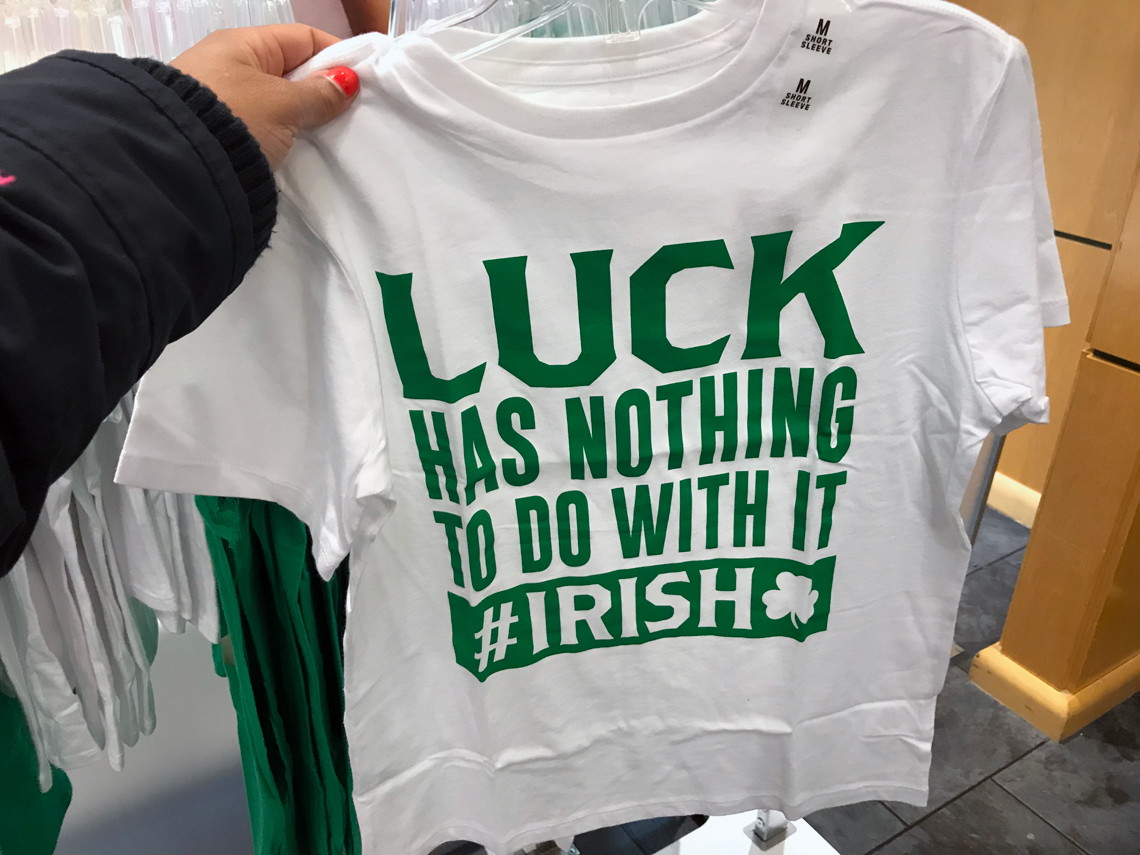 M
SHORT
SLEEVE
M
SHORT
SLEEVE
LUCK
HAS NOTHING
TO DO WITH IT
#IRISH